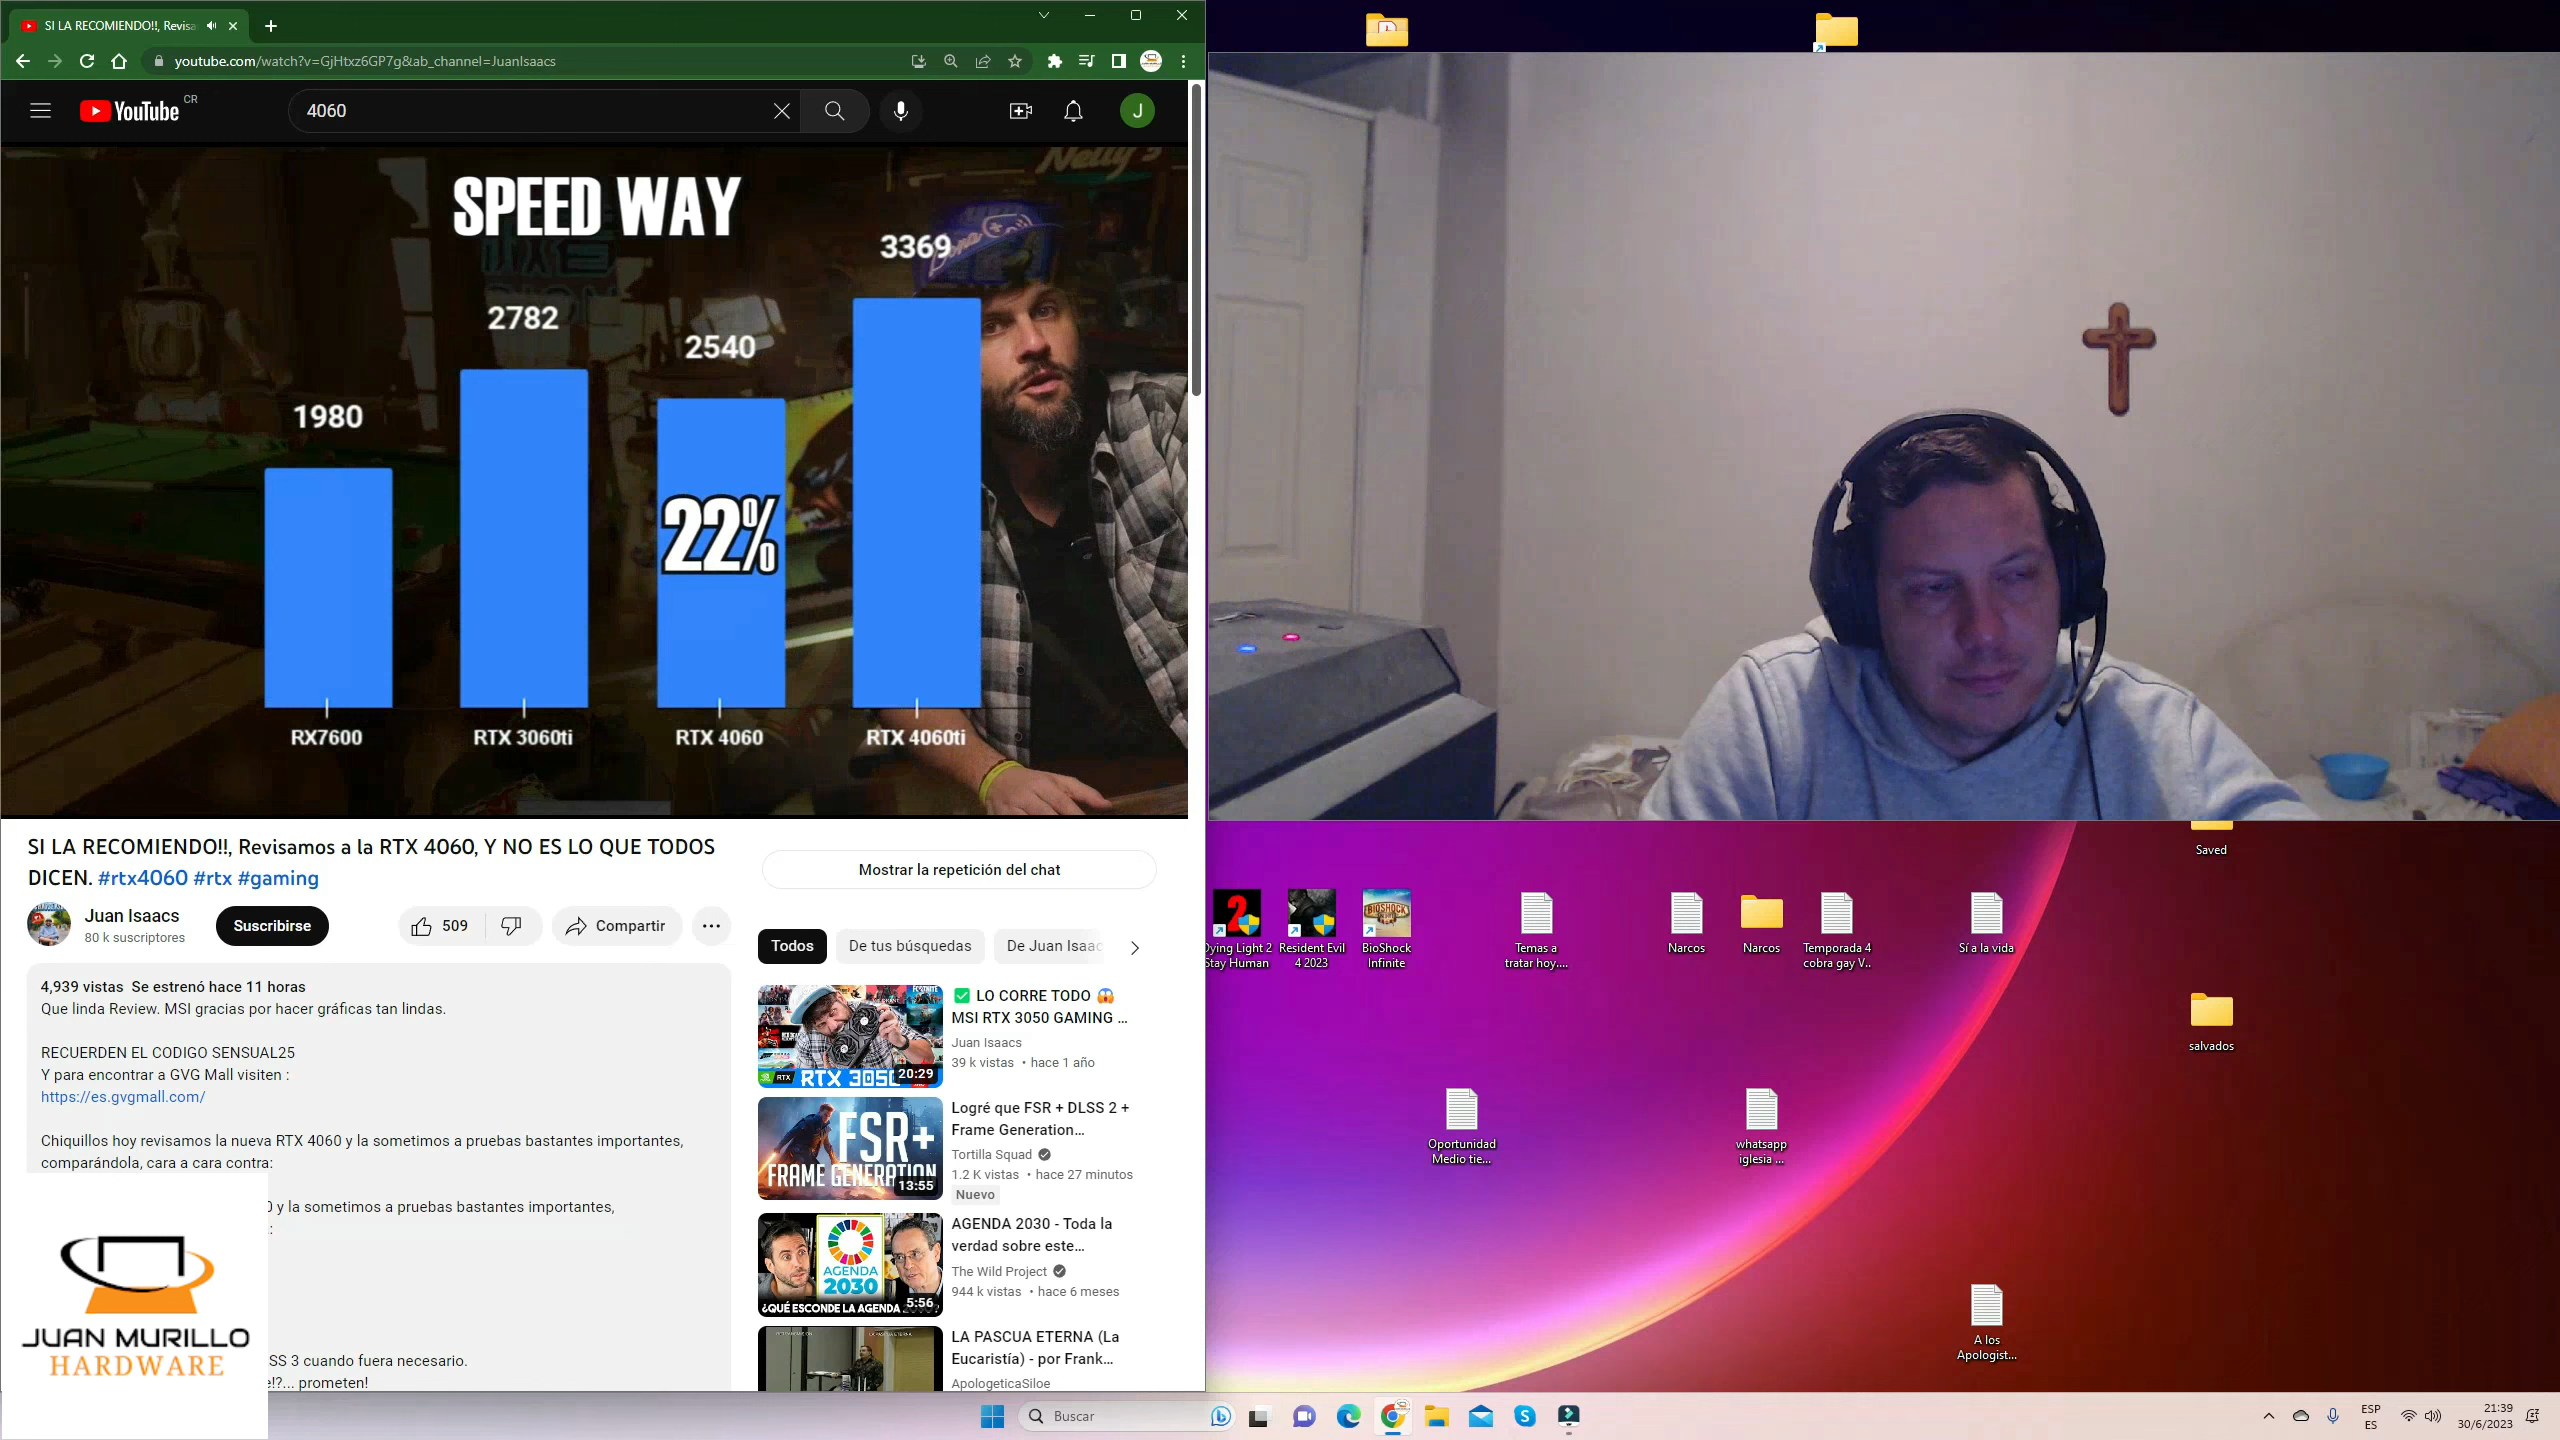 SI LA RECOMIENDO!!, Revisa
youtube.com/watch?v=GjHtxz6GP7g&ab_channel=JuanIsaacs
YouTube CR
4060
J
Nelly's
SPEED WAY
1980
2782
2540
3369
22%
RX7600
RTX 3060ti
RTX 4060
RTX 4060ti
SI LA RECOMIENDO!!, Revisamos a la RTX 4060, Y NO ES LO QUE TODOS
DICEN. #rtx4060 #rtx #gaming
Juan Isaacs
80 k suscriptores
Suscribirse
509
Compartir
4,939 vistas Se estrenó hace 11 horas
Que linda Review. MSI gracias por hacer gráficas tan lindas.
RECUERDEN EL CODIGO SENSUAL25
Y para encontrar a GVG Mall visiten :
https://es.gvgmall.com/
Chiquillos hoy revisamos la nueva RTX 4060 y la sometimos a pruebas bastantes importantes,
comparándola, cara a cara contra:
0 y la sometimos a pruebas bastantes importantes,
:
SS 3 cuando fuera necesario.
e!?... prometen!
JUAN MURILLO
HARDWARE
Mostrar la repetición del chat
Todos
De tus búsquedas
De Juan Isaac
RTX RTX 3050
20:29
LO CORRE TODO
MSI RTX 3050 GAMING ...
Juan Isaacs
39 k vistas • hace 1 año
FSR+
FRAME GENERATION
13:55
Logré que FSR + DLSS 2 +
Frame Generation...
Tortilla Squad
1.2 K vistas • hace 27 minutos
Nuevo
AGENDA
2030
¿QUÉ ESCONDE LA AGENDA
5:56
AGENDA 2030 - Toda la
verdad sobre este...
The Wild Project
944 k vistas • hace 6 meses
LA PASCUA ETERNA (La
Eucaristía) - por Frank...
ApologeticaSiloe
Saved
Dying Light 2
Stay Human
Resident Evil
4 2023
BIOSHOCK
BioShock
Infinite
Temas a
tratar hoy....
Narcos
Narcos
Temporada 4
cobra gay V..
Sí a la vida
salvados
Oportunidad
Medio tie...
whatsapp
iglesia ...
A los
Apologist...
Buscar
ESP
ES
21:39
30/6/2023